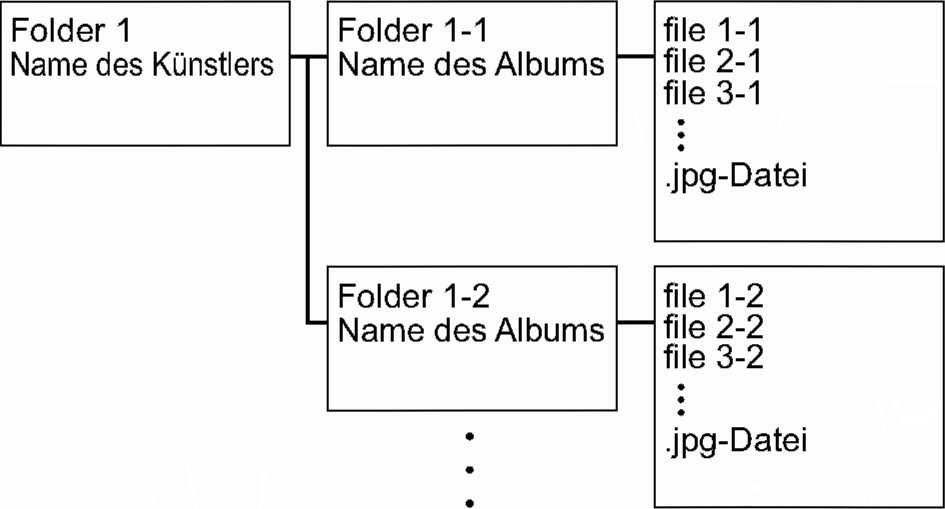 Folder 1
Name des Künstlers
Folder 1-1
Name des Albums
file 1-1
file 2-1
file 3-1
.jpg-Datei
Folder 1-2
Name des Albums
file 1-2
file 2-2
file 3-2
.jpg-Datei